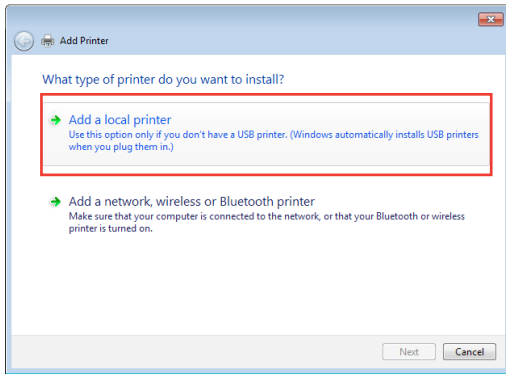 Add Printer
What type of printer do you want to install?
Add a local printer
Use this option only if you don't have a USB printer. (Windows automatically installs USB printers
when you plug them in.)
Add a network, wireless or Bluetooth printer
Make sure that your computer is connected to the network, or that your Bluetooth or wireless
printer is turned on.
Next Cancel